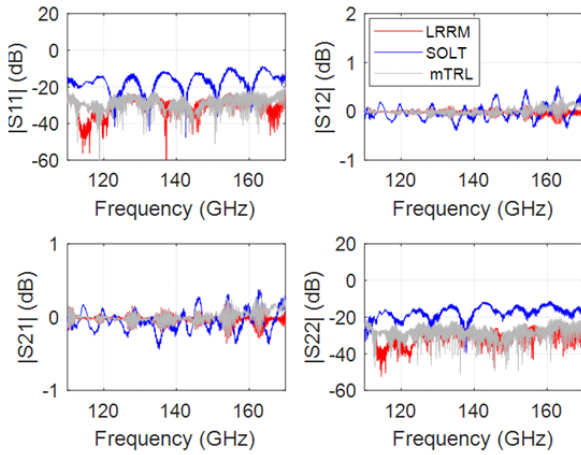 20
0
-20
-40
-60
|S11| (dB)
120
140
160
Frequency (GHz)
2
1
0
-1
|S12| (dB)
LRRM
SOLT
mTRL
120
140
160
Frequency (GHz)
1
0
-1
|S21| (dB)
120
140
160
Frequency (GHz)
20
0
-20
-40
-60
|S22| (dB)
120
140
160
Frequency (GHz)